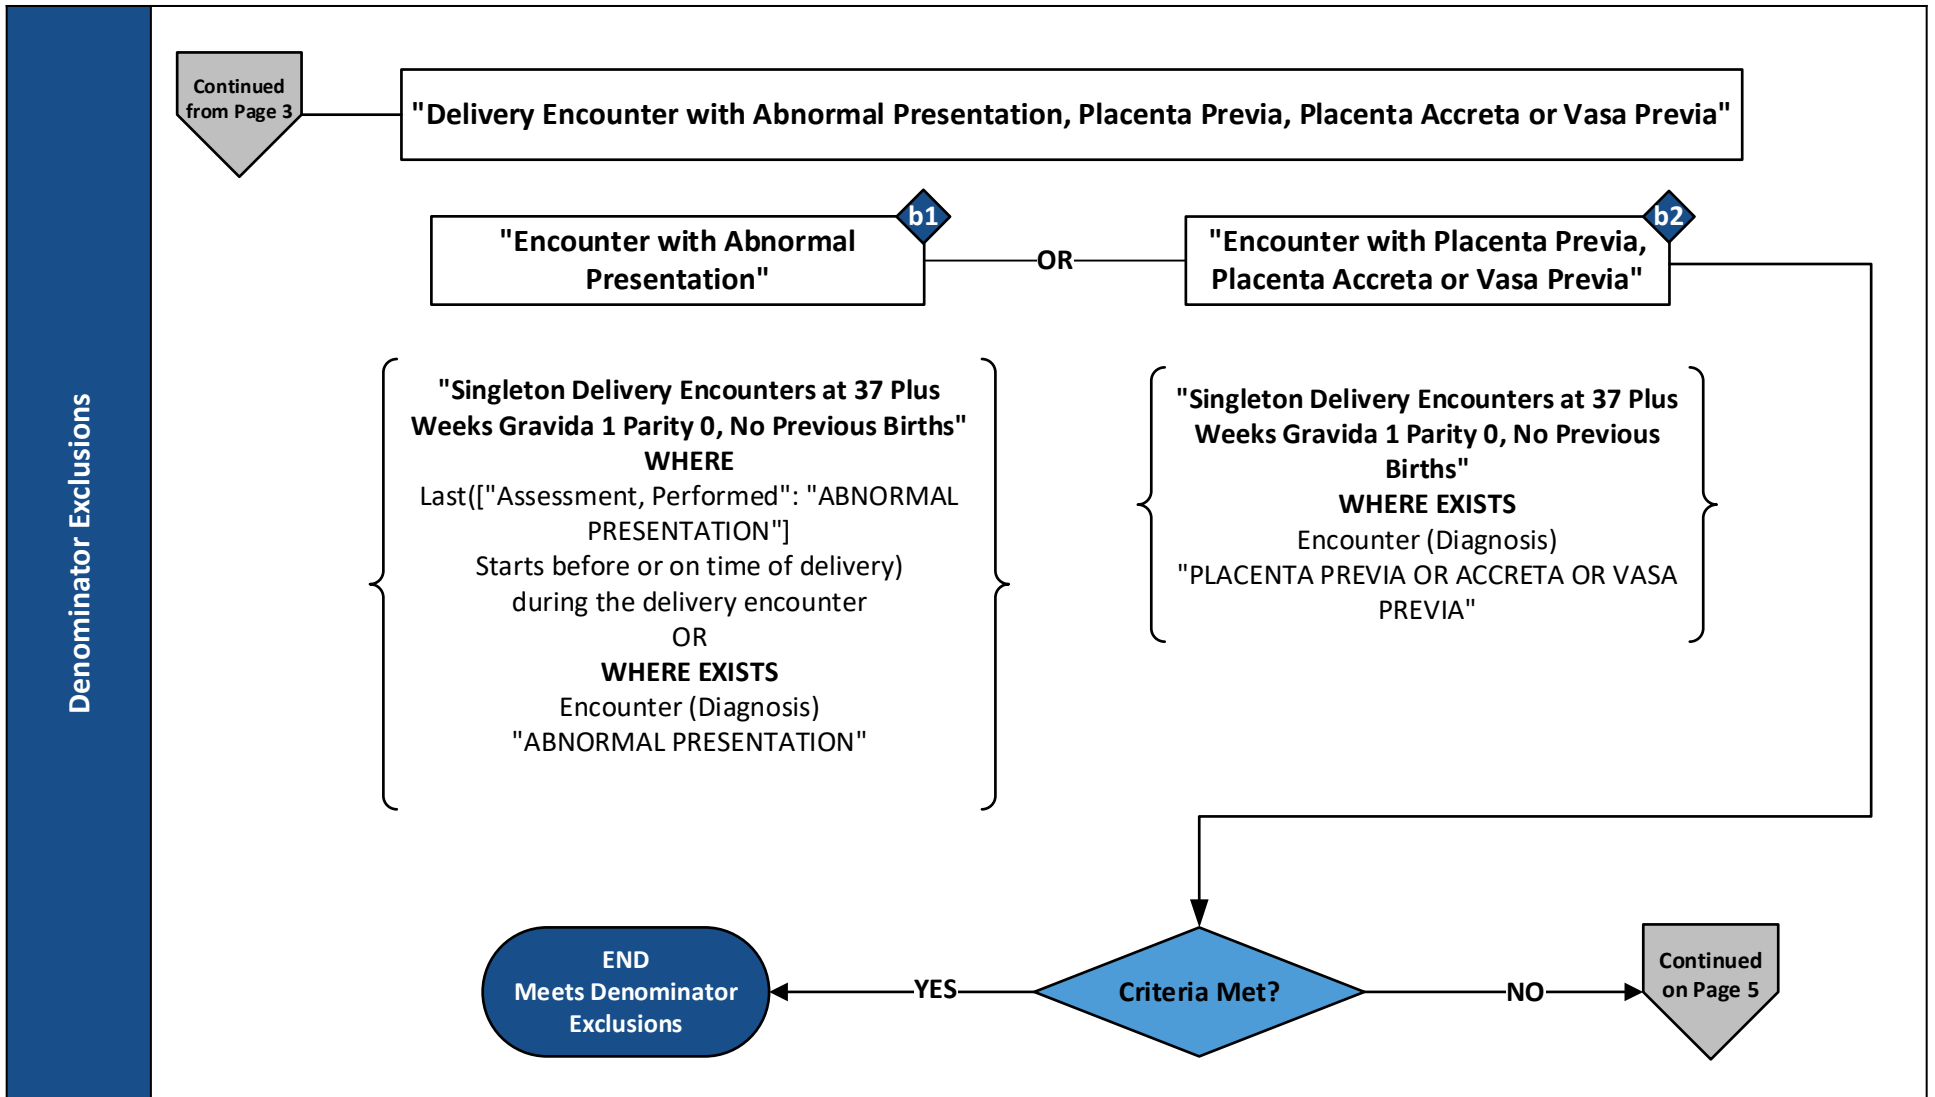 Denominator Exclusions
Continued
from Page 3
"Delivery Encounter with Abnormal Presentation, Placenta Previa, Placenta Accreta or Vasa Previa"
b1
"Encounter with Abnormal
Presentation"
OR
b2
"Encounter with Placenta Previa,
Placenta Accreta or Vasa Previa"
"Singleton Delivery Encounters at 37 Plus
Weeks Gravida 1 Parity 0, No Previous Births"
WHERE
Last(["Assessment, Performed": "ABNORMAL
PRESENTATION"]
Starts before or on time of delivery)
during the delivery encounter
OR
WHERE EXISTS
Encounter (Diagnosis)
"ABNORMAL PRESENTATION"
"Singleton Delivery Encounters at 37 Plus
Weeks Gravida 1 Parity 0, No Previous
Births"
WHERE EXISTS
Encounter (Diagnosis)
"PLACENTA PREVIA OR ACCRETA OR VASA
PREVIA"
END
Meets Denominator
Exclusions
YES
Criteria Met?
NO
Continued
on Page 5